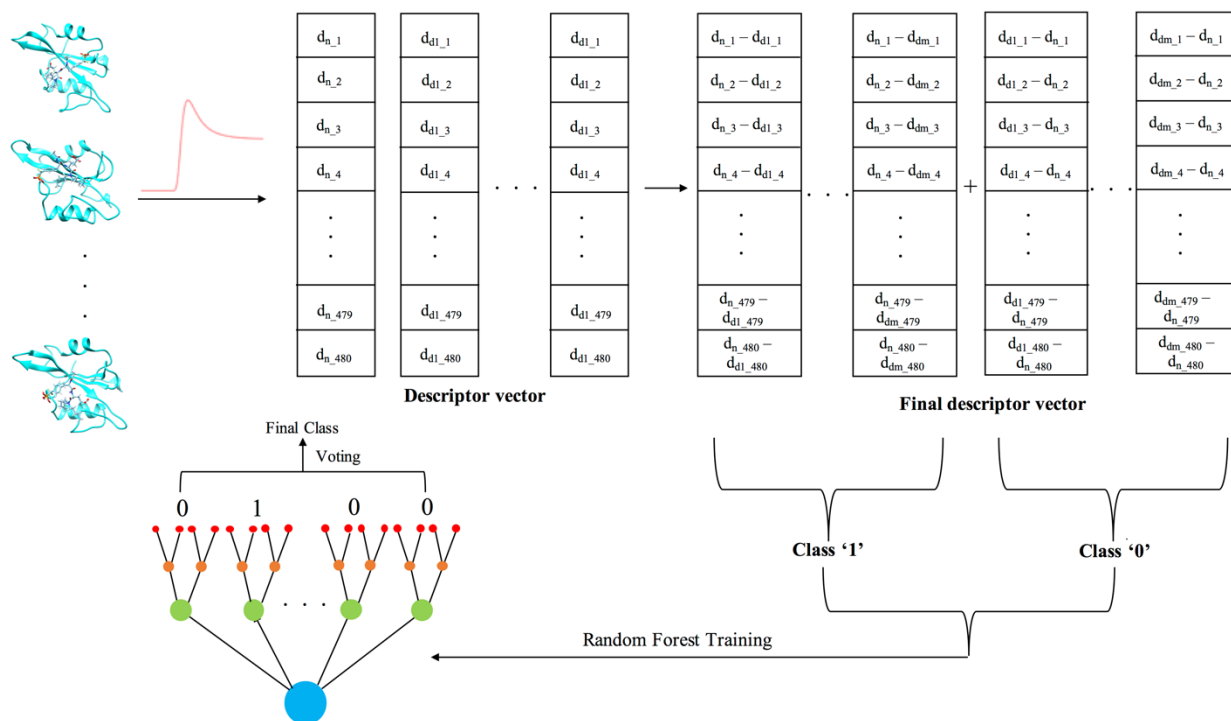 d_n_1 d_d1_1 d_d1_1 d_n_1 – d_d1_1 d_n_1 – d_dm_1 d_d1_1 – d_n_1 d_dm_1 – d_n_1
d_n_2 d_d1_2 d_d1_2 d_n_2 – d_d1_2 d_n_2 – d_dm_2 d_d1_2 – d_n_2 d_dm_2 – d_n_2
d_n_3 d_d1_3 d_d1_3 d_n_3 – d_d1_3 d_n_3 – d_dm_3 d_d1_3 – d_n_3 d_dm_3 – d_n_3
d_n_4 d_d1_4 . . . d_d1_4 d_n_4 – d_d1_4 . . . d_n_4 – d_dm_4 + d_d1_4 – d_n_4 . . . d_dm_4 – d_n_4
d_n_479 d_d1_479 d_d1_479 d_n_479 – d_d1_479 d_n_479 – d_dm_479 d_d1_479 – d_n_479 d_dm_479 – d_n_479
d_n_480 d_d1_480 d_d1_480 d_n_480 – d_d1_480 d_n_480 – d_dm_480 d_d1_480 – d_n_480 d_dm_480 – d_n_480
Descriptor vector
Final descriptor vector
Final Class
Voting
0 1 0 0
. . .
Class ‘1’
Class ‘0’
Random Forest Training